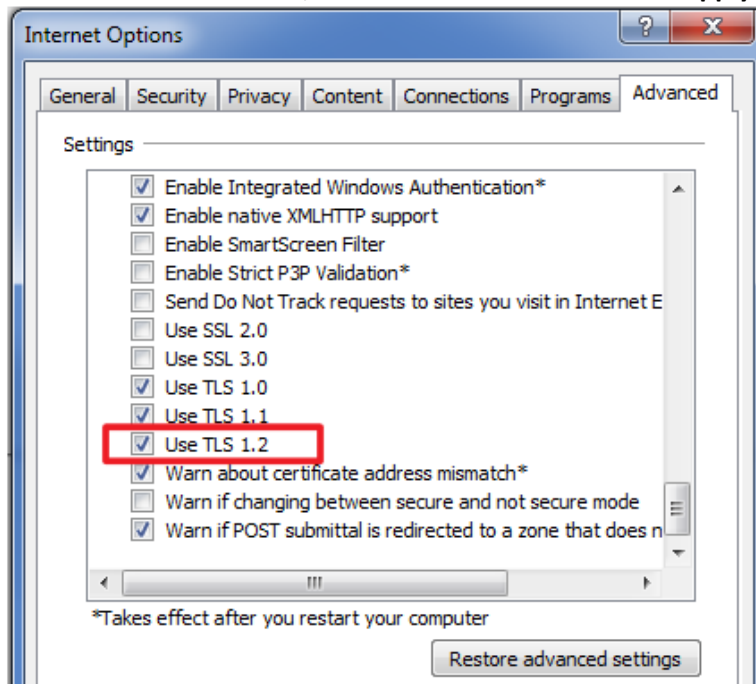 Internet Options
General Security Privacy Content Connections Programs Advanced
Settings
Enable Integrated Windows Authentication*
Enable native XMLHTTP support
Enable SmartScreen Filter
Enable Strict P3P Validation*
Send Do Not Track requests to sites you visit in Internet E
Use SSL 2.0
Use SSL 3.0
Use TLS 1.0
Use TLS 1.1
Use TLS 1.2
Warn about certificate address mismatch*
Warn if changing between secure and not secure mode
Warn if POST submittal is redirected to a zone that does n
*Takes effect after you restart your computer
Restore advanced settings